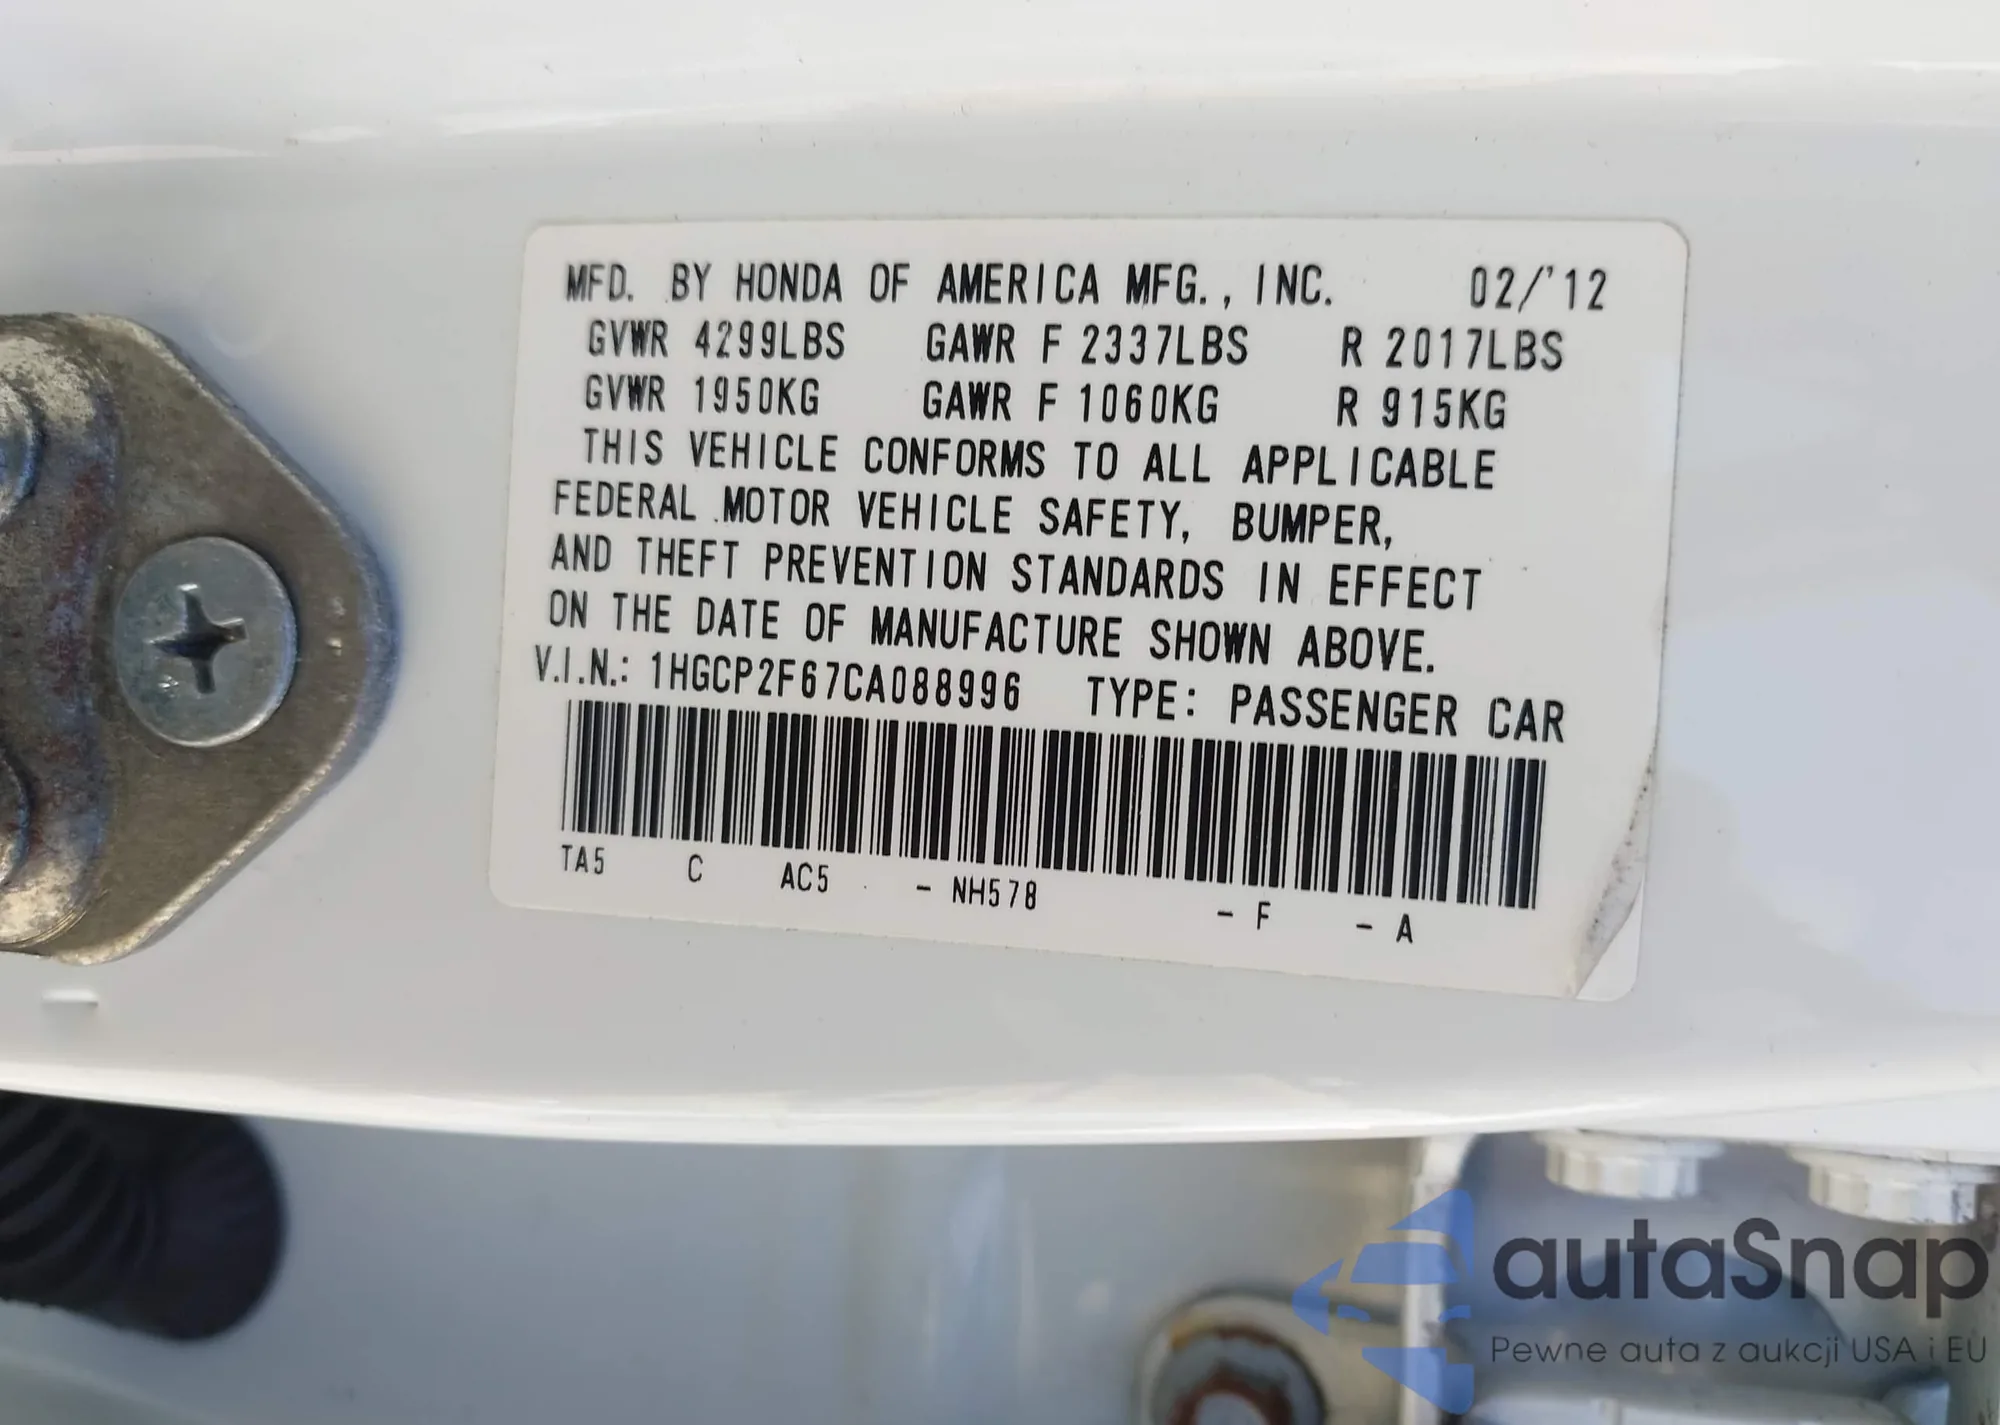 MFD. BY HONDA OF AMERICA MFG., INC. 02/'12
GVWR 4299LBS GAWR F 2337LBS R 2017LBS
GVWR 1950KG GAWR F 1060KG R 915KG
THIS VEHICLE CONFORMS TO ALL APPLICABLE
FEDERAL MOTOR VEHICLE SAFETY, BUMPER,
AND THEFT PREVENTION STANDARDS IN EFFECT
ON THE DATE OF MANUFACTURE SHOWN ABOVE.
V.I.N.: 1HGCP2F67CA088996 TYPE: PASSENGER CAR
TA5 C AC5 - NH578 - F - A
autaSnap
Pewne auta z aukcji USA i EU